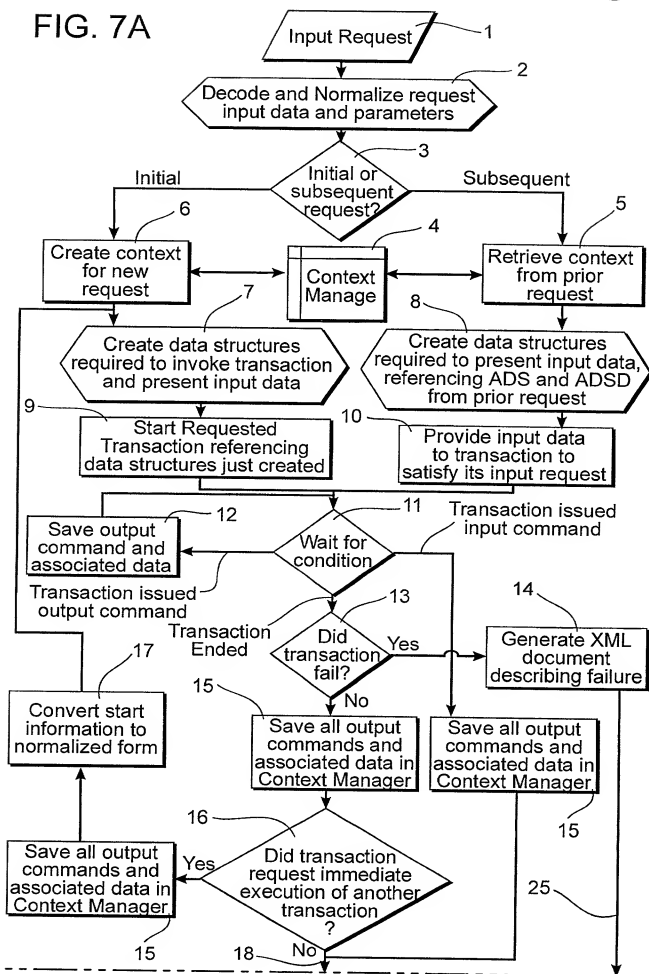 FIG. 7A
Input Request
1
2
Decode and Normalize request
input data and parameters
3
Initial or
subsequent
request?
Initial
Subsequent
6
4
5
Create context
for new
request
Context
Manage
Retrieve context
from prior
request
7
8
Create data structures
required to invoke transaction
and present input data
Create data structures
required to present input data,
referencing ADS and ADSD
from prior request
9
10
Start Requested
Transaction referencing
data structures just created
Provide input data
to transaction to
satisfy its input request
12
11
Save output
command and
associated data
Wait for
condition
Transaction issued
input command
Transaction issued
output command
Transaction
Ended
13
14
Did
transaction
fail?
Yes
Generate XML
document
describing failure
17
No
15
Convert start
information to
normalized form
Save all output
commands and
associated data in
Context Manager
Save all output
commands and
associated data in
Context Manager
15
16
Did transaction
request immediate
execution of another
transaction
?
Yes
Save all output
commands and
associated data in
Context Manager
15
No
18
25